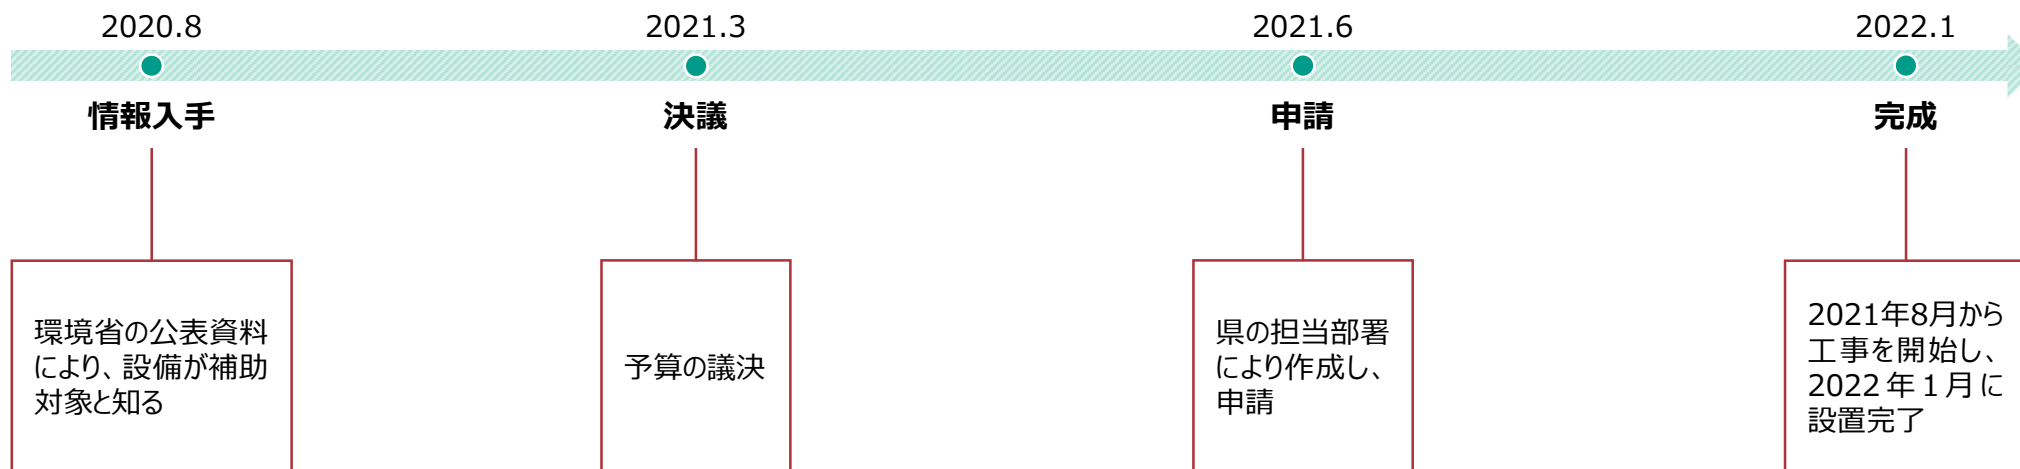 2020.8
2021.3
2021.6
2022.1
情報入手
決議
申請
完成
環境省の公表資料
により、設備が補助
対象と知る
予算の議決
県の担当部署
により作成し、
申請
2021年8月から
工事を開始し、
2022年1月に
設置完了